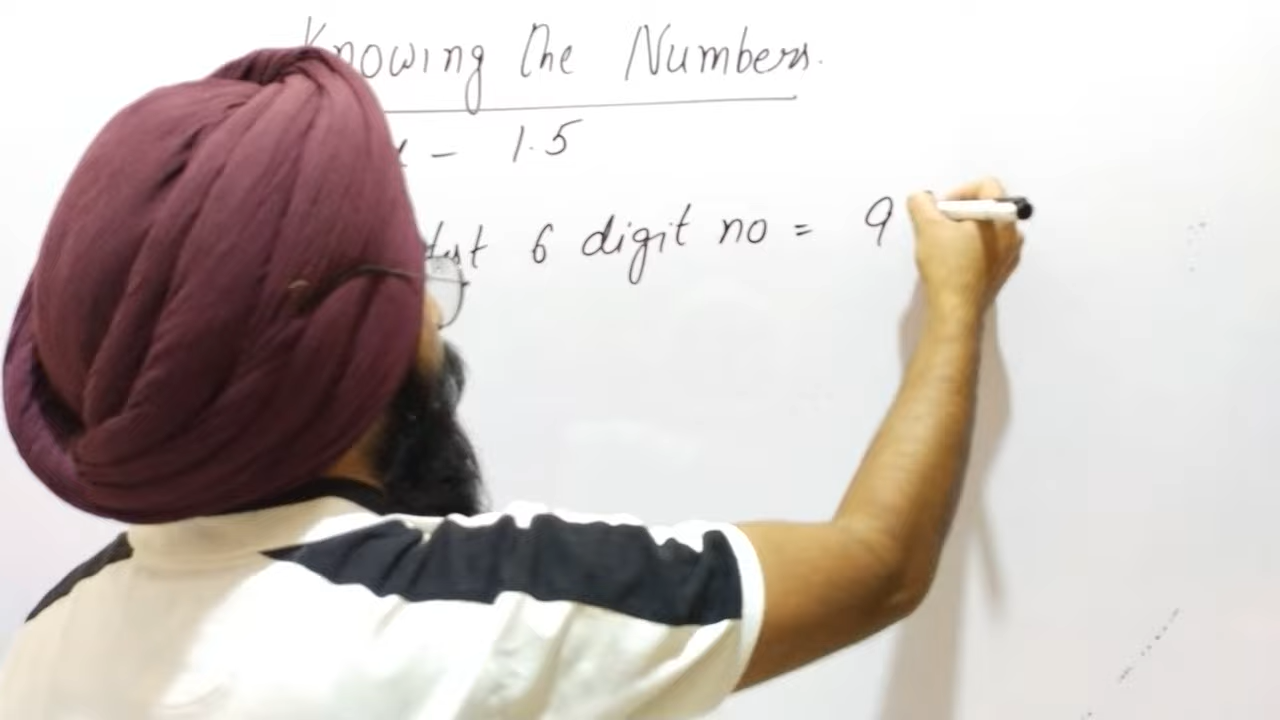 Knowing the Numbers.
- 1.5
6 digit no = 9